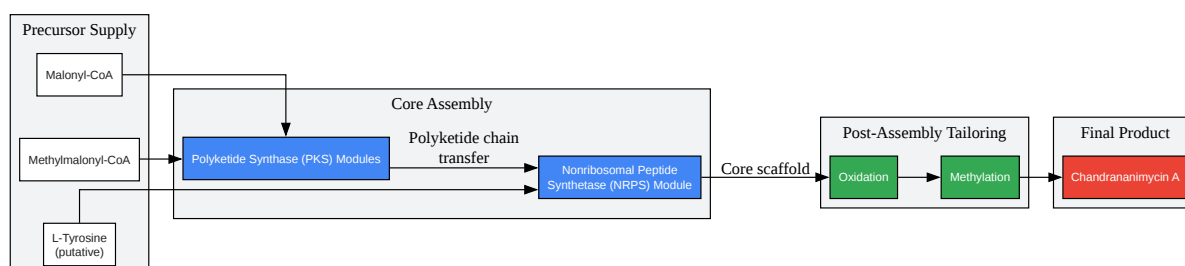 Precursor Supply
Malonyl-CoA
Methylmalonyl-CoA
L-Tyrosine
(putative)
Core Assembly
Polyketide Synthase (PKS) Modules
Polyketide chain
transfer
Nonribosomal Peptide
Synthetase (NRPS) Module
Core scaffold
Post-Assembly Tailoring
Oxidation
Methylation
Final Product
Chandrananimycin A